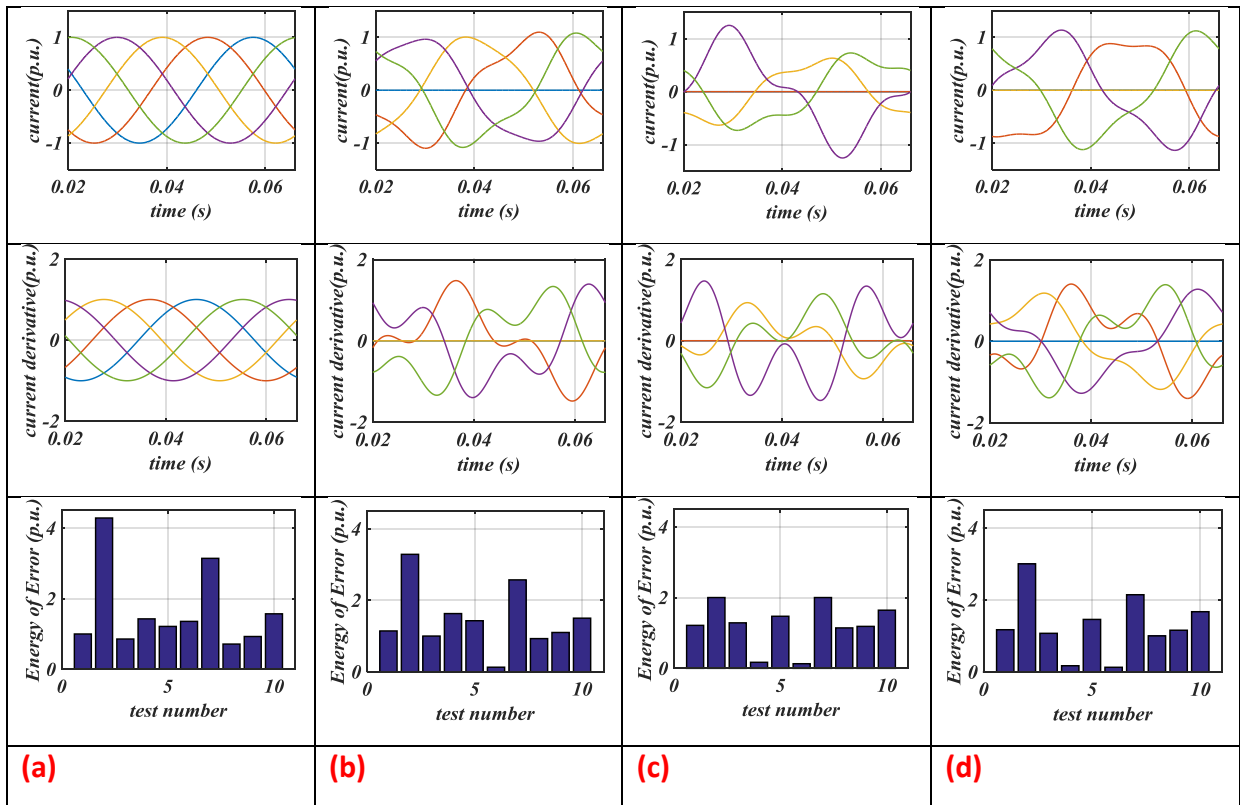 current(p.u.)
1
0
-1
0.02 0.04 0.06
time (s)
current(p.u.)
1
0
-1
0.02 0.04 0.06
time (s)
current(p.u.)
1
0
-1
0.02 0.04 0.06
time (s)
current(p.u.)
1
0
-1
0.02 0.04 0.06
time (s)
current derivative(p.u.)
2
0
-2
0.02 0.04 0.06
time (s)
current derivative(p.u.)
2
0
-2
0.02 0.04 0.06
time (s)
current derivative(p.u.)
2
0
-2
0.02 0.04 0.06
time (s)
current derivative(p.u.)
2
0
-2
0.02 0.04 0.06
time (s)
Energy of Error (p.u.)
4
2
0
0 5 10
test number
Energy of Error (p.u.)
4
2
0
0 5 10
test number
Energy of Error (p.u.)
4
2
0
0 5 10
test number
Energy of Error (p.u.)
4
2
0
0 5 10
test number
(a) (b) (c) (d)